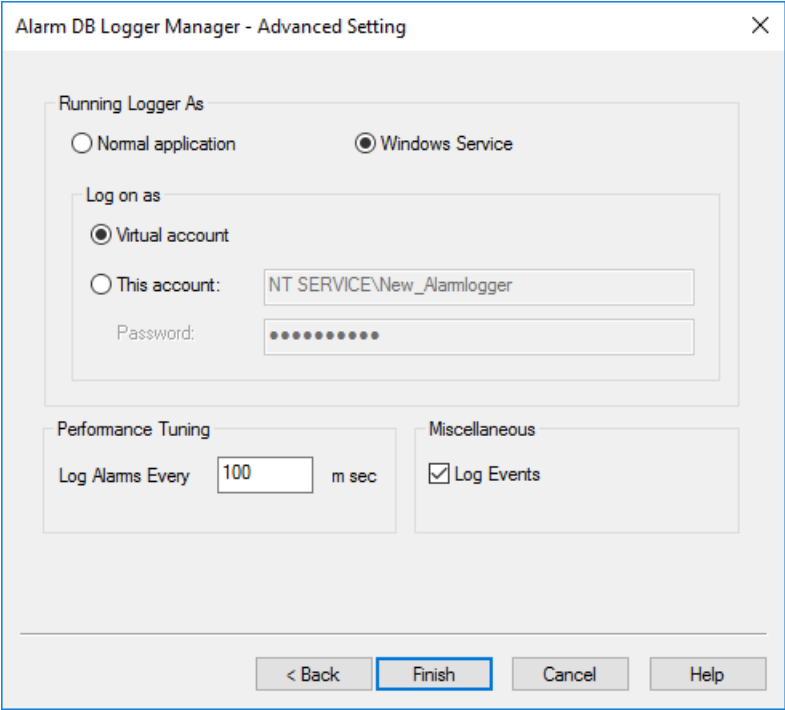 Alarm DB Logger Manager - Advanced Setting
Running Logger As
Normal application
Windows Service
Log on as
Virtual account
This account:
NT SERVICE\New_Alarmlogger
Password:
●●●●●●●●●●
Performance Tuning
Log Alarms Every 100 m sec
Miscellaneous
Log Events
< Back
Finish
Cancel
Help